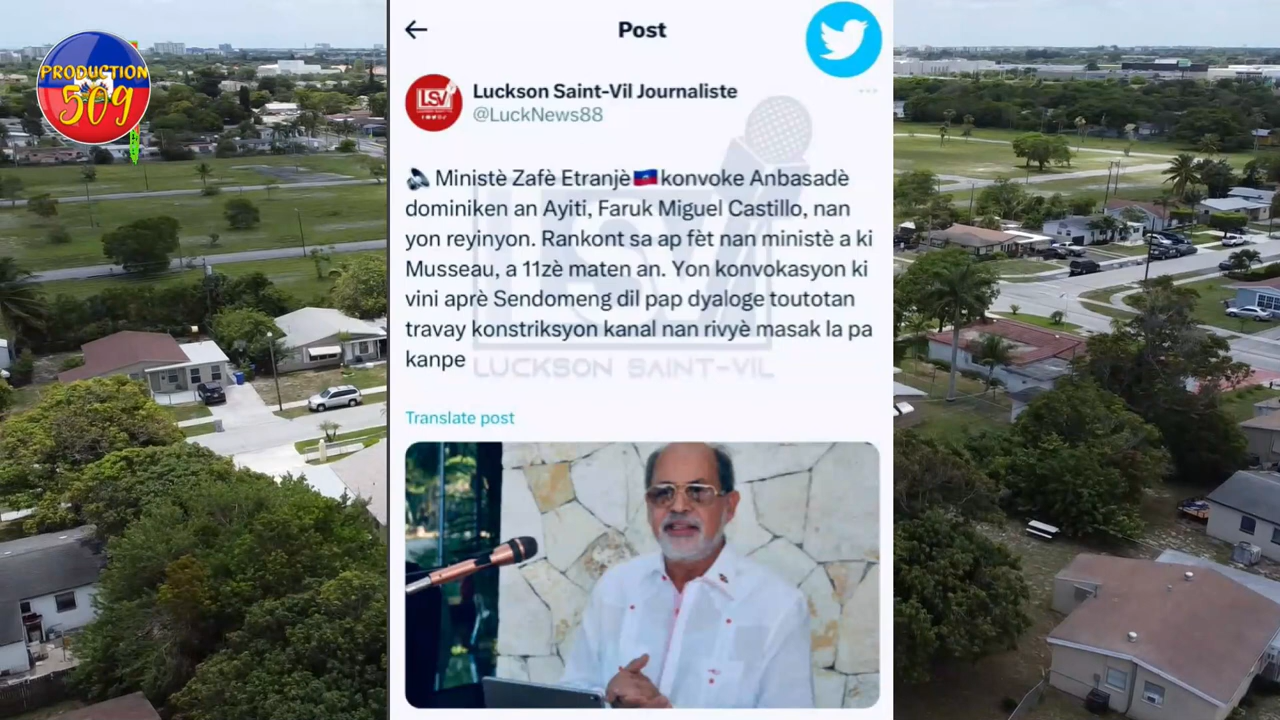 PRODUCTION
509
Post
Luckson Saint-Vil Journaliste
@LuckNews88
Ministè Zafè Etranjè konvoke Anbasadè
dominiken an Ayiti, Faruk Miguel Castillo, nan
yon reyinyon. Rankont sa ap fèt nan ministè a ki
Musseau, a 11zè maten an. Yon konvokasyon ki
vini aprè Sendomeng dil pap dyaloge toutotan
travay konstriksyon kanal nan rivyè masak la pa
kanpe
LSV
LUCKSON SAINT-VIL
Translate post